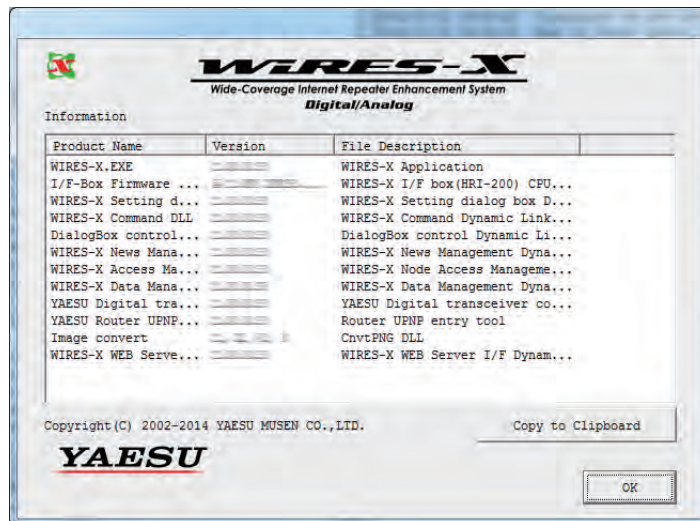 WIRES-X
Wide-Coverage Internet Repeater Enhancement System
Digital/Analog
Information
Product Name Version File Description
WIRES-X.EXE WIRES-X Application
I/F-Box Firmware ... WIRES-X I/F box(HRI-200) CPU...
WIRES-X Setting d... WIRES-X Setting dialog box D...
WIRES-X Command DLL WIRES-X Command Dynamic Link...
DialogBox control... DialogBox control Dynamic Li...
WIRES-X News Mana... WIRES-X News Management Dyna...
WIRES-X Access Ma... WIRES-X Node Access Manageme...
WIRES-X Data Mana... WIRES-X Data Management Dyna...
YAESU Digital tra... YAESU Digital transceiver co...
YAESU Router UPNP... Router UPNP entry tool
Image convert CnvtPNG DLL
WIRES-X WEB Serve... WIRES-X WEB Server I/F Dynam...
Copyright(C) 2002-2014 YAESU MUSEN CO.,LTD. Copy to Clipboard
YAESU
OK